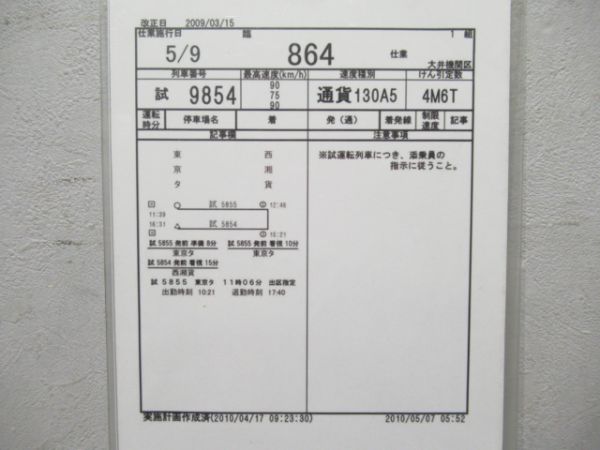 改正日 2009/03/15
仕業施行日 臨 1 組
5/9 864 仕業 大井機関区
列車番号 最高速度(km/h) 速度種別 けん引定数
試 9854 90 75 90 通貨130A5 4M6T
運転時分 停車場名 着 発（通） 着発線 制限速度 記事
記事欄 注意事項
東京タ 西湘貨
※試運転列車につき、添乗員の
指示に従うこと。
試 5855 12:46
11:39
16:31 試 5854
15:21
試 5855 発前 準備 8分 試 5855 発前 着視 10分
東京タ 東京タ
試 5854 発前 着視 15分
西湘貨
試 5855 東京タ 11時06分 出区指定
出勤時刻 10:21 退勤時刻 17:40
実施計画作成済(2010/04/17 09:23:30) 2010/05/07 05:52